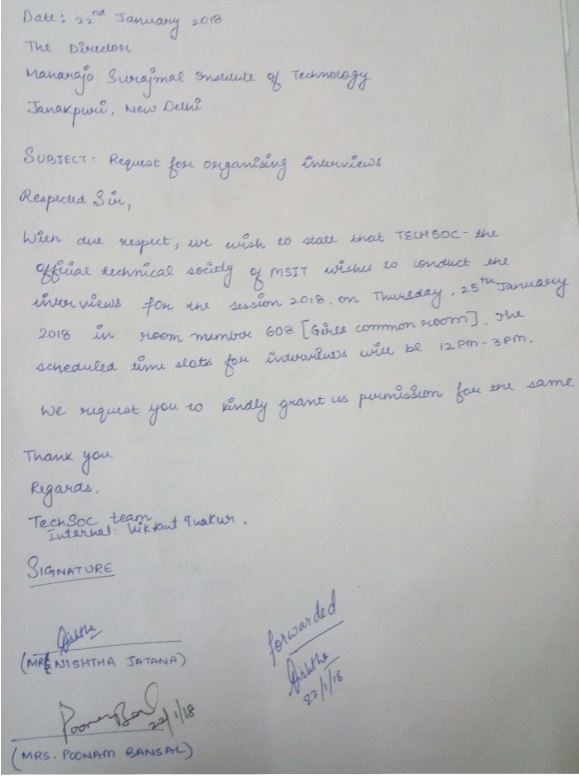 Date: 22nd January 2018
The Director
Maharaja Surajmal Institute of Technology
Janakpuri, New Delhi
SUBJECT- Request for organising interviews
Respected Sir,
With due respect, we wish to state that TECHSOC- the
official technical society of MSIT wishes to conduct the
interviews for the session 2018, on Thursday, 25th January
2018 in room number 608 [Girls common room]. The
scheduled time slots for interviews will be 12PM-3PM.
We request you to kindly grant us permission for the same
Thank you
Regards,
TechSoc team
Internal: Vikrant Thakur.
SIGNATURE
Nishtha
(MRS. NISHTHA JATANA)
forwarded
Nishtha
22/1/18
Poonam Bansal 22/1/18
(MRS. POONAM BANSAL)